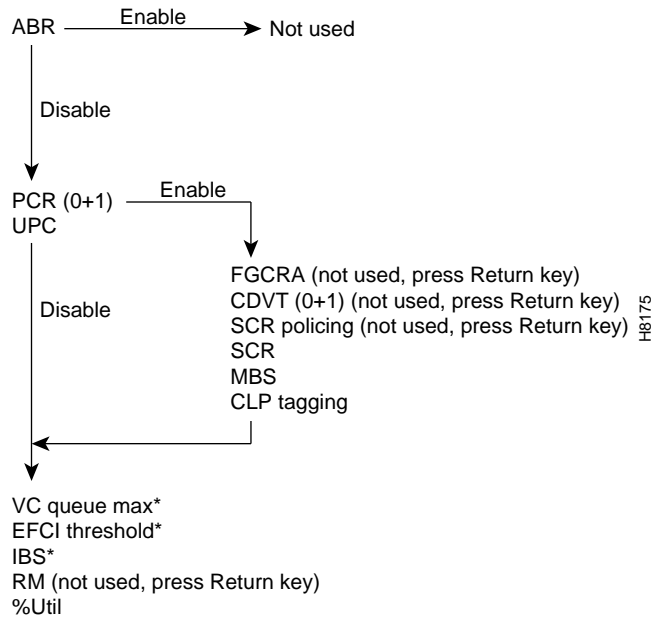 ABR
Enable
Not used
Disable
PCR (0+1)
Enable
UPC
Disable
FGCRA (not used, press Return key)
CDVT (0+1) (not used, press Return key)
SCR policing (not used, press Return key)
SCR
MBS
CLP tagging
H8175
VC queue max*
EFCI threshold*
IBS*
RM (not used, press Return key)
%Util